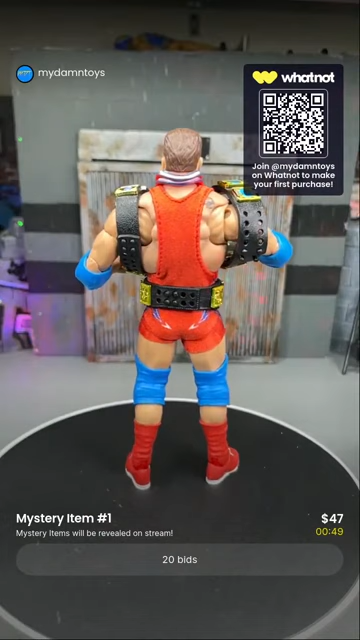 mydamntoys
whatnot
Join @mydamntoys
on Whatnot to make
your first purchase!
Mystery Item #1
$47
Mystery Items will be revealed on stream!
00:49
20 bids